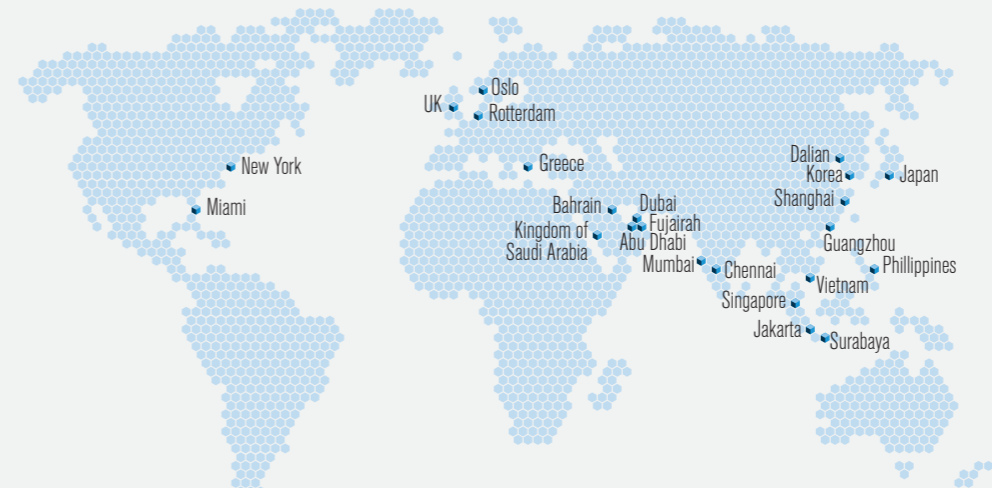 Oslo
UK
Rotterdam
New York
Greece
Miami
Bahrain
Dubai
Fujairah
Kingdom of
Saudi Arabia
Abu Dhabi
Mumbai
Chennai
Dalian
Korea
Japan
Shanghai
Guangzhou
Phillippines
Vietnam
Singapore
Jakarta
Surabaya